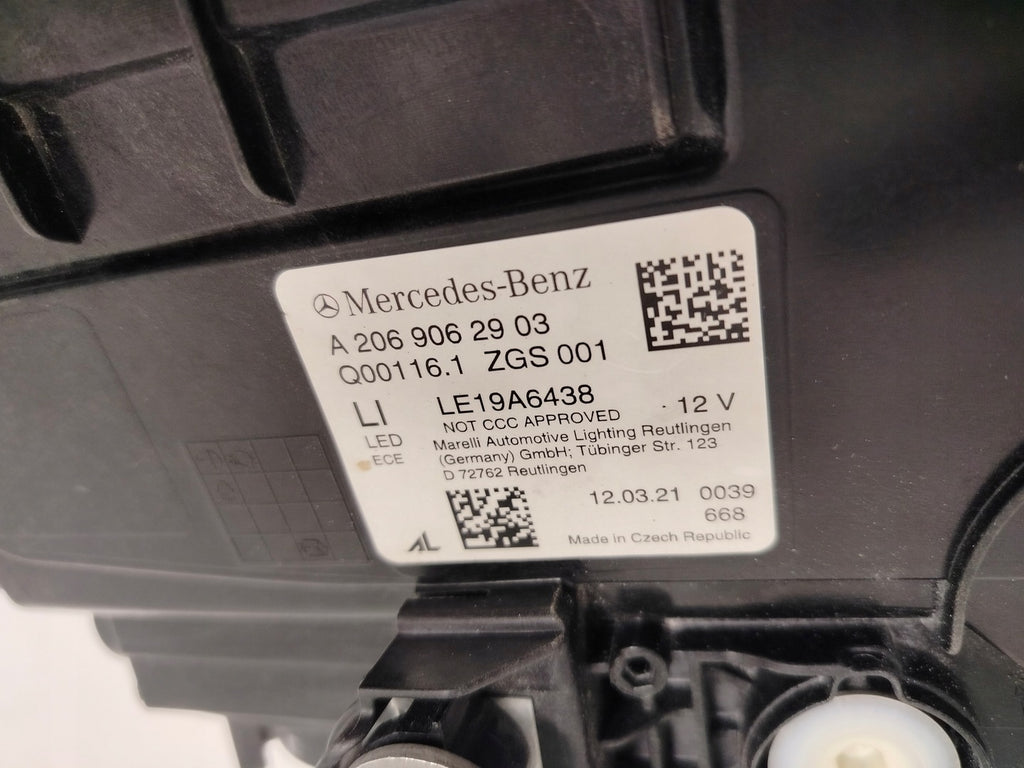 Mercedes-Benz
A 206 906 29 03
Q00116.1 ZGS 001
LI LE19A6438 12 V
NOT CCC APPROVED
LED
ECE
Marelli Automotive Lighting Reutlingen
(Germany) GmbH; Tübinger Str. 123
D 72762 Reutlingen
12.03.21 0039
668
AL
Made in Czech Republic